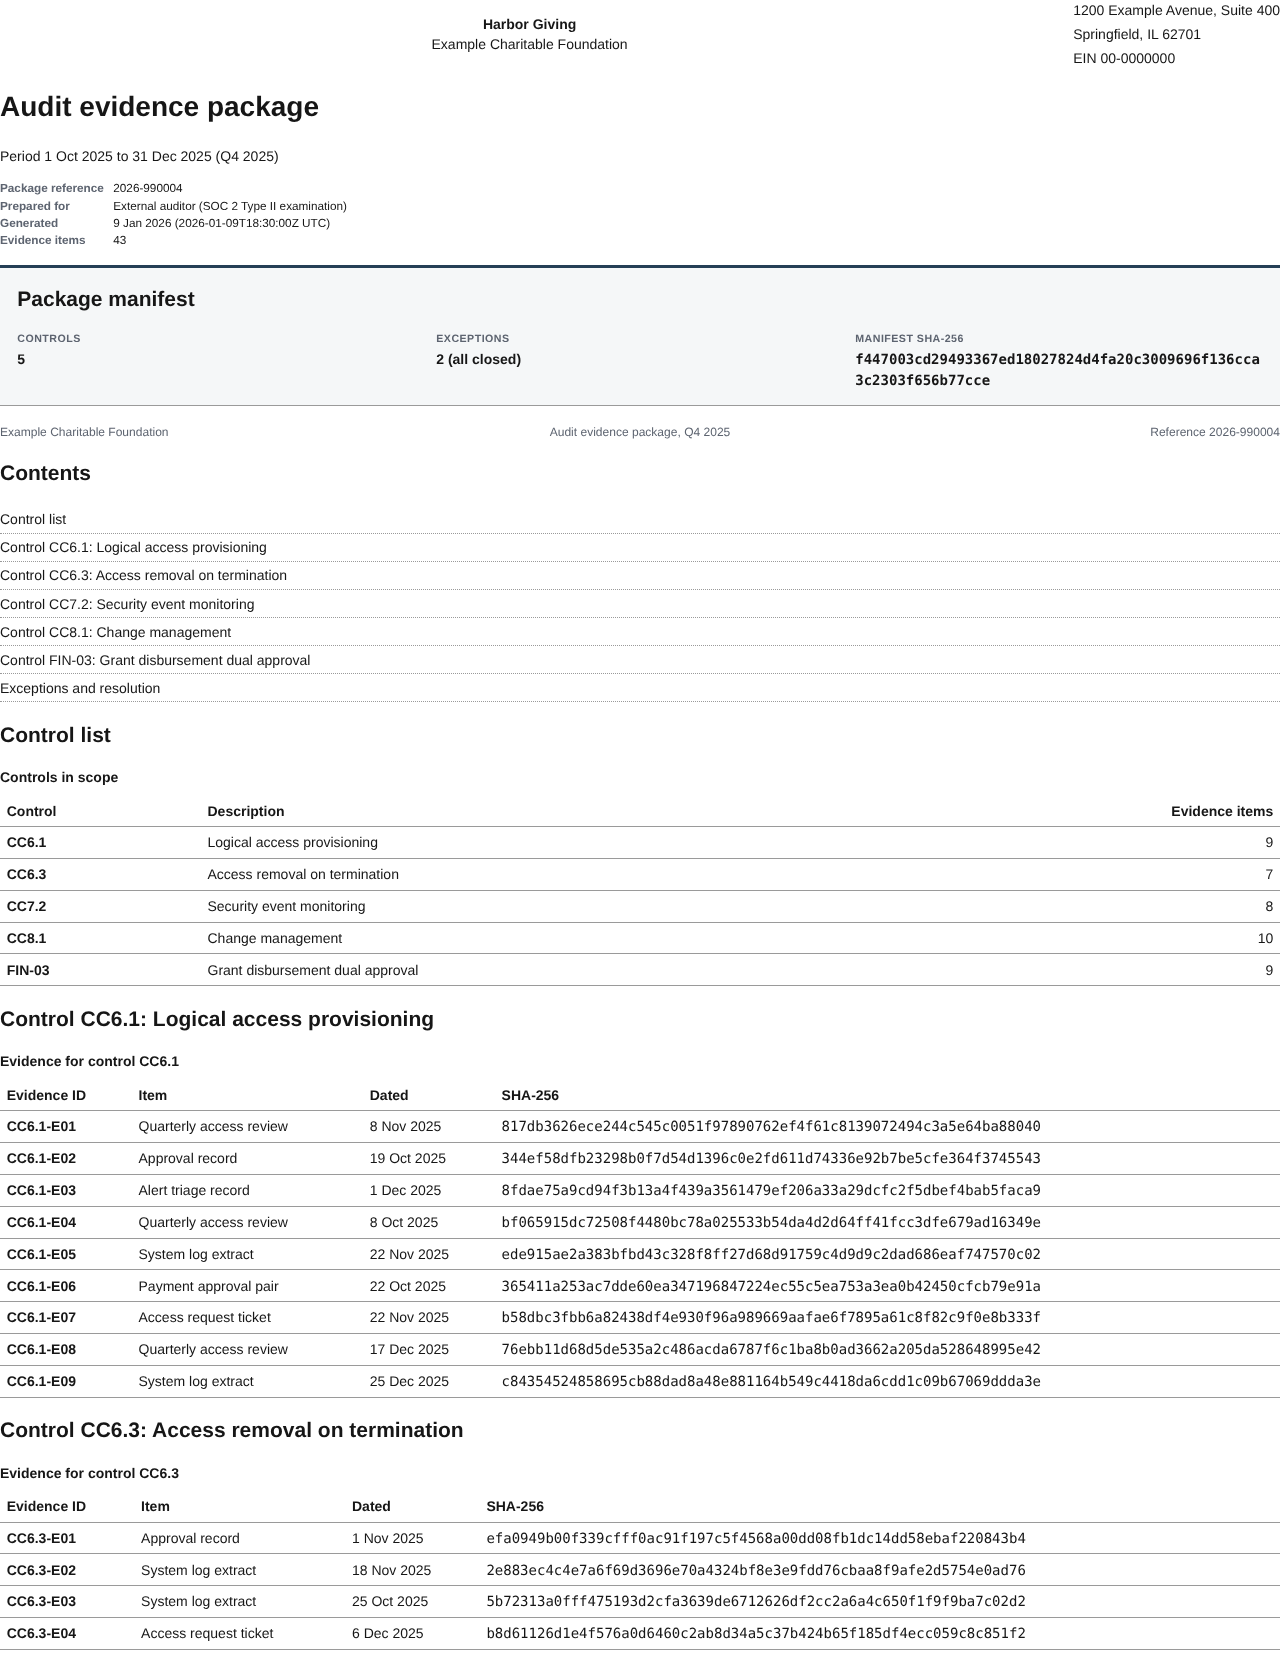 Harbor Giving
Example Charitable Foundation
1200 Example Avenue, Suite 400
Springfield, IL 62701
EIN 00-0000000
Audit evidence package
Period 1 Oct 2025 to 31 Dec 2025 (Q4 2025)
Package reference 2026-990004
Prepared for External auditor (SOC 2 Type II examination)
Generated 9 Jan 2026 (2026-01-09T18:30:00Z UTC)
Evidence items 43
Package manifest
CONTROLS EXCEPTIONS MANIFEST SHA-256
5 2 (all closed) f447003cd29493367ed18027824d4fa20c3009696f136cca
3c2303f656b77cce
Example Charitable Foundation Audit evidence package, Q4 2025 Reference 2026-990004
Contents
Control list
Control CC6.1: Logical access provisioning
Control CC6.3: Access removal on termination
Control CC7.2: Security event monitoring
Control CC8.1: Change management
Control FIN-03: Grant disbursement dual approval
Exceptions and resolution
Control list
Controls in scope
Control Description Evidence items
CC6.1 Logical access provisioning 9
CC6.3 Access removal on termination 7
CC7.2 Security event monitoring 8
CC8.1 Change management 10
FIN-03 Grant disbursement dual approval 9
Control CC6.1: Logical access provisioning
Evidence for control CC6.1
Evidence ID Item Dated SHA-256
CC6.1-E01 Quarterly access review 8 Nov 2025 817db3626ece244c545c0051f97890762ef4f61c8139072494c3a5e64ba88040
CC6.1-E02 Approval record 19 Oct 2025 344ef58dfb23298b0f7d54d1396c0e2fd611d74336e92b7be5cfe364f3745543
CC6.1-E03 Alert triage record 1 Dec 2025 8fdae75a9cd94f3b13a4f439a3561479ef206a33a29dcfc2f5dbef4bab5faca9
CC6.1-E04 Quarterly access review 8 Oct 2025 bf065915dc72508f4480bc78a025533b54da4d2d64ff41fcc3dfe679ad16349e
CC6.1-E05 System log extract 22 Nov 2025 ede915ae2a383bfbd43c328f8ff27d68d91759c4d9d9c2dad686eaf747570c02
CC6.1-E06 Payment approval pair 22 Oct 2025 365411a253ac7dde60ea347196847224ec55c5ea753a3ea0b42450cfcb79e91a
CC6.1-E07 Access request ticket 22 Nov 2025 b58dbc3fbb6a82438df4e930f96a989669aafae6f7895a61c8f82c9f0e8b333f
CC6.1-E08 Quarterly access review 17 Dec 2025 76ebb11d68d5de535a2c486acda6787f6c1ba8b0ad3662a205da528648995e42
CC6.1-E09 System log extract 25 Dec 2025 c84354524858695cb88dad8a48e881164b549c4418da6cdd1c09b67069ddda3e
Control CC6.3: Access removal on termination
Evidence for control CC6.3
Evidence ID Item Dated SHA-256
CC6.3-E01 Approval record 1 Nov 2025 efa0949b00f339cfff0ac91f197c5f4568a00dd08fb1dc14dd58ebaf220843b4
CC6.3-E02 System log extract 18 Nov 2025 2e883ec4c4e7a6f69d3696e70a4324bf8e3e9fdd76cbaa8f9afe2d5754e0ad76
CC6.3-E03 System log extract 25 Oct 2025 5b72313a0fff475193d2cfa3639de6712626df2cc2a6a4c650f1f9f9ba7c02d2
CC6.3-E04 Access request ticket 6 Dec 2025 b8d61126d1e4f576a0d6460c2ab8d34a5c37b424b65f185df4ecc059c8c851f2